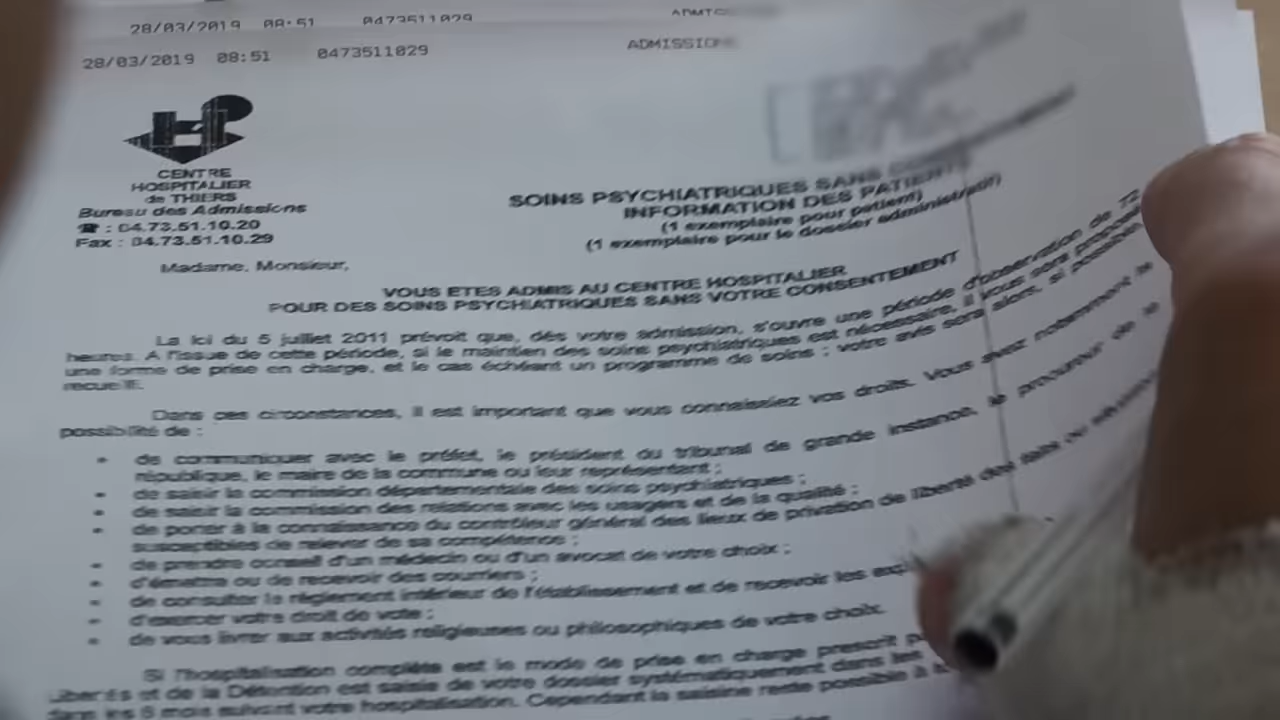 28/03/2019 08:51 0473511029
28/03/2019 08:51 0473511029 ADMISSIONS
CENTRE
HOSPITALIER
de THIERS
Bureau des Admissions
☎ : 04.73.51.10.20
Fax : 04.73.51.10.29
SOINS PSYCHIATRIQUES SANS
INFORMATION DES PATIENTS
(1 exemplaire pour patient)
(1 exemplaire pour le dossier administratif)
Madame, Monsieur,
VOUS ETES ADMIS AU CENTRE HOSPITALIER
POUR DES SOINS PSYCHIATRIQUES SANS VOTRE CONSENTEMENT
La loi du 5 juillet 2011 prévoit que, dès votre admission, s'ouvre une période d'observation de 72
heures. A l'issue de cette période, si le maintien des soins psychiatriques est nécessaire, il vous sera proposé
une forme de prise en charge, et le cas échéant un programme de soins ; votre avis sera alors, si possible,
recueilli.
Dans ces circonstances, il est important que vous connaissiez vos droits. Vous avez notamment la
possibilité de :
• de communiquer avec le préfet, le président du tribunal de grande instance, le procureur de la
république, le maire de la commune ou leur représentant ;
• de saisir la commission départementale des soins psychiatriques ;
• de saisir la commission des relations avec les usagers et de la qualité ;
• de porter à la connaissance du contrôleur général des lieux de privation de liberté des faits ou
susceptibles de relever de sa compétence ;
• de prendre conseil d'un médecin ou d'un avocat de votre choix ;
• d'émettre ou de recevoir des courriers ;
• de consulter le règlement intérieur de l'établissement et de recevoir les
• d'exercer votre droit de vote ;
• de vous livrer aux activités religieuses ou philosophiques de votre choix.
Si l'hospitalisation complète est le mode de prise en charge prescrit
Libertés et de la Détention est saisie de votre dossier systématiquement dans les
dans les 6 mois suivant votre hospitalisation. Cependant la saisine reste possible à